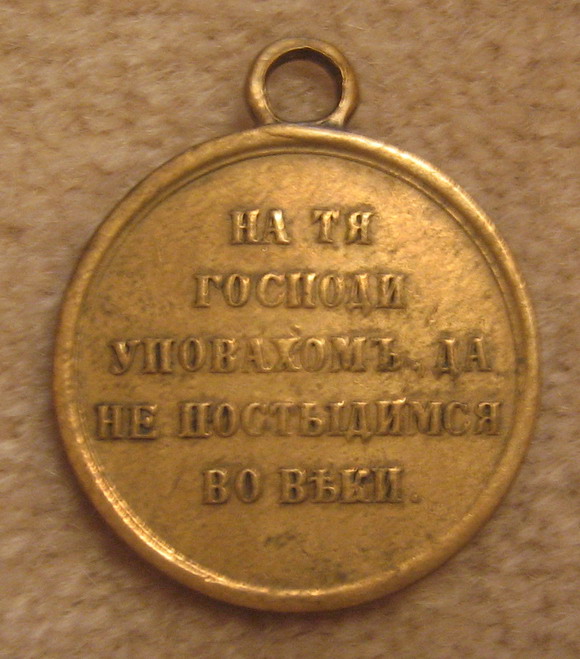 НА ТЯ
ГОСПОДИ
УПОВАХОМЪ, ДА
НЕ ПОСТЫДИМСЯ
ВО ВѢКИ.